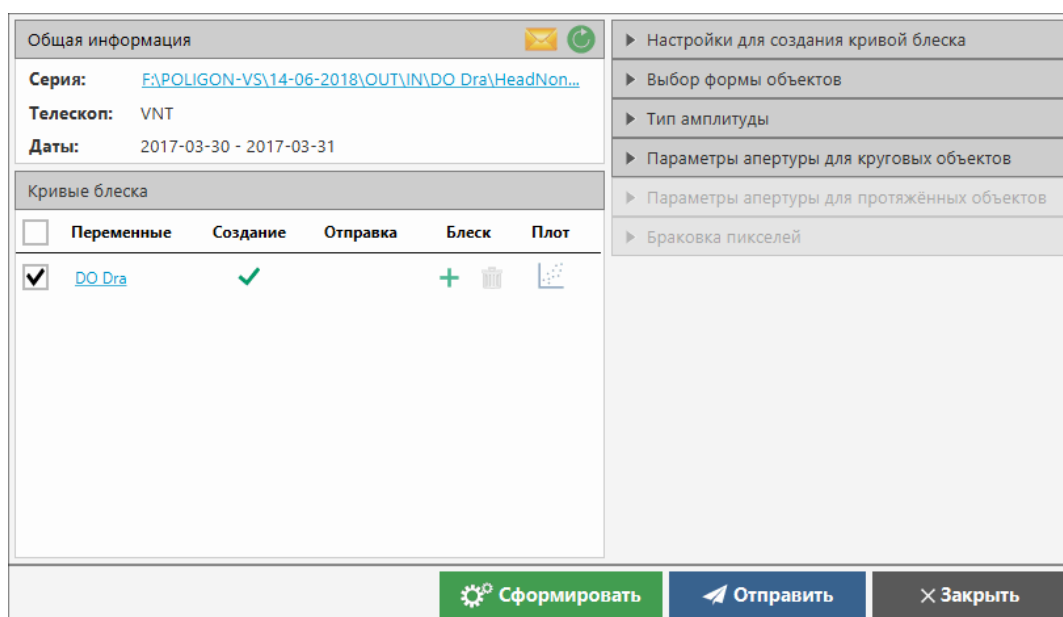 Общая информация
Серия: F:\POLIGON-VS\14-06-2018\OUT\IN\DO Dra\HeadNon...
Телескоп: VNT
Даты: 2017-03-30 - 2017-03-31
Кривые блеска
Переменные Создание Отправка Блеск Плот
DO Dra
Настройки для создания кривой блеска
Выбор формы объектов
Тип амплитуды
Параметры апертуры для круговых объектов
Параметры апертуры для протяжённых объектов
Браковка пикселей
Сформировать Отправить Закрыть